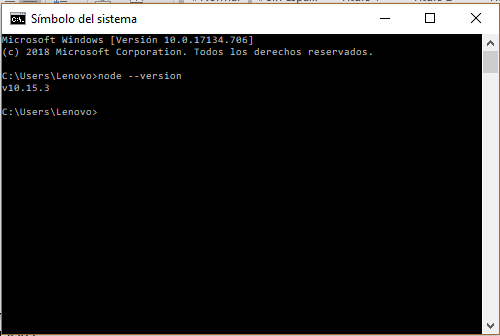 Símbolo del sistema
Microsoft Windows [Versión 10.0.17134.706]
(c) 2018 Microsoft Corporation. Todos los derechos reservados.
C:\Users\Lenovo>node --version
v10.15.3
C:\Users\Lenovo>